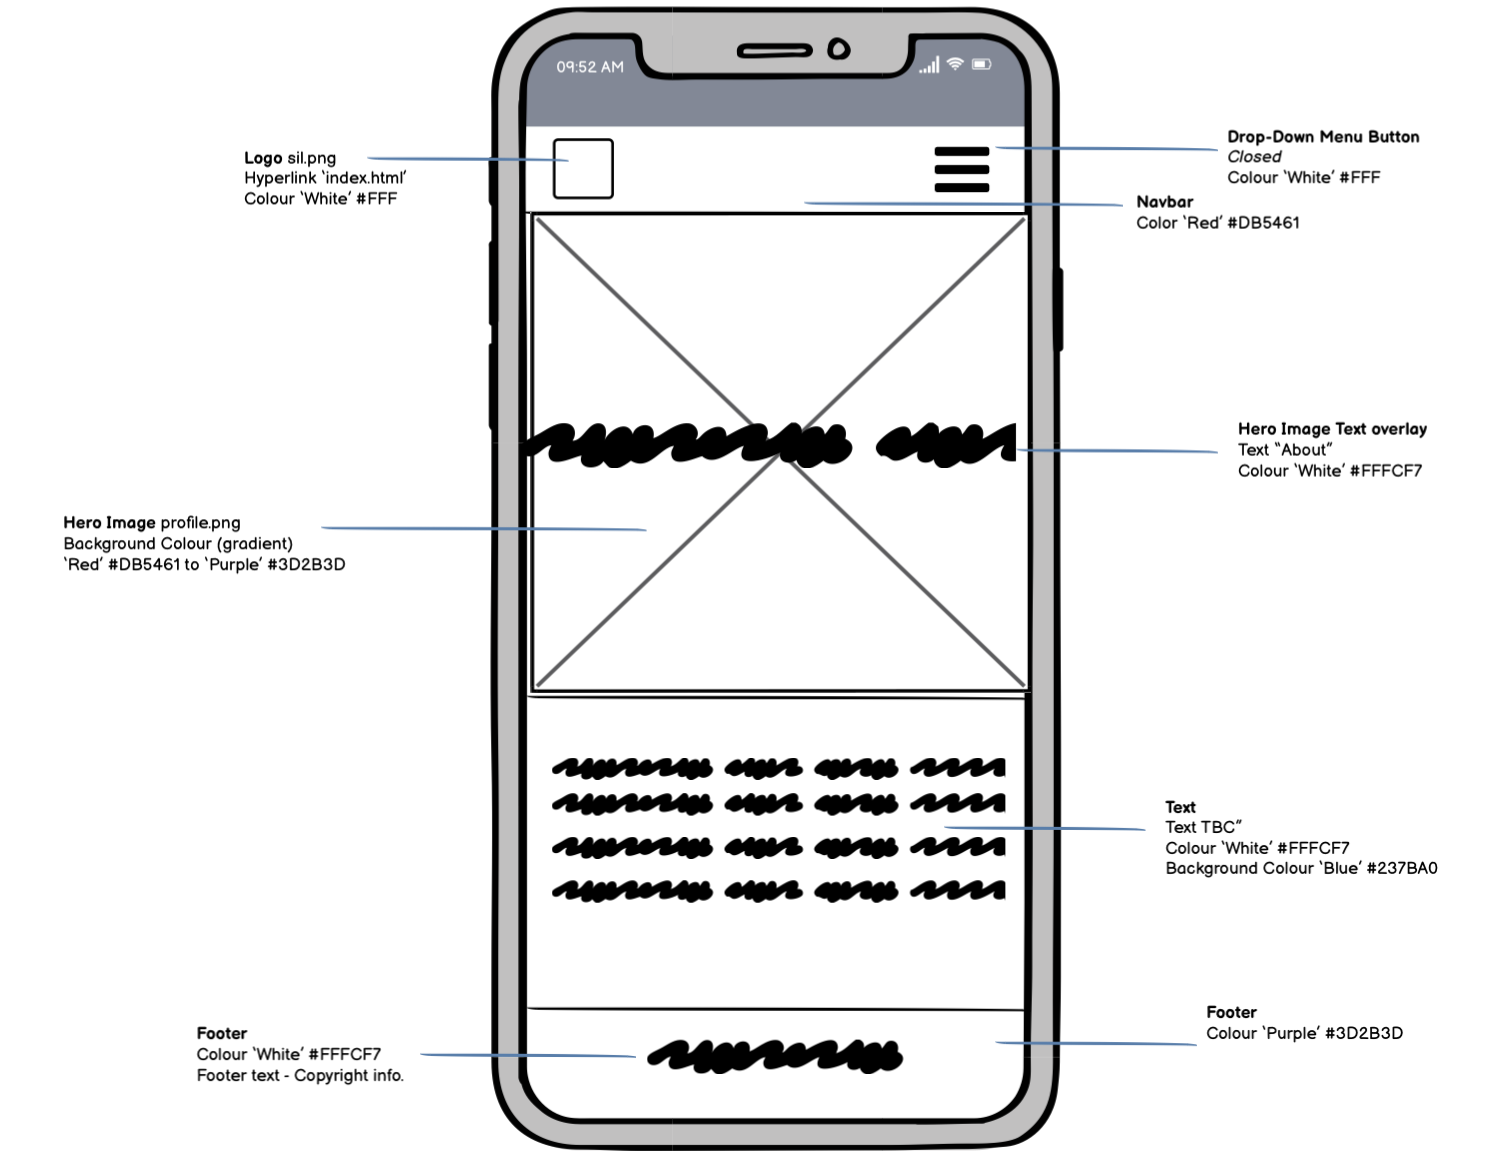 09:52 AM
Logo sil.png
Hyperlink ‘index.html’
Colour ‘White’ #FFF
Drop-Down Menu Button
Closed
Colour ‘White’ #FFF
Navbar
Color ‘Red’ #DB5461
Hero Image Text overlay
Text “About”
Colour ‘White’ #FFFCF7
Hero Image profile.png
Background Colour (gradient)
‘Red’ #DB5461 to ‘Purple’ #3D2B3D
Text
Text TBC”
Colour ‘White’ #FFFCF7
Background Colour ‘Blue’ #237BA0
Footer
Colour ‘White’ #FFFCF7
Footer text - Copyright info.
Footer
Colour ‘Purple’ #3D2B3D